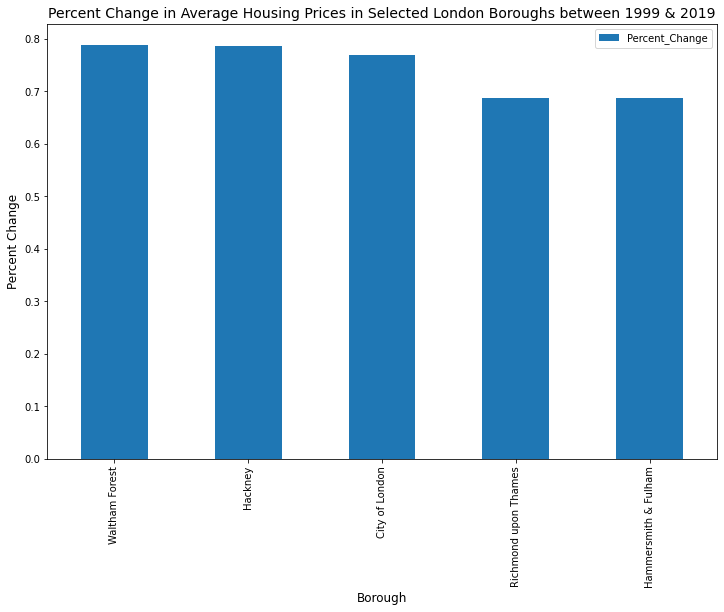 Percent Change in Average Housing Prices in Selected London Boroughs between 1999 & 2019
Percent_Change
0.8
0.7
0.6
0.5
0.4
0.3
0.2
0.1
0.0
Percent Change
Waltham Forest
Hackney
City of London
Richmond upon Thames
Hammersmith & Fulham
Borough